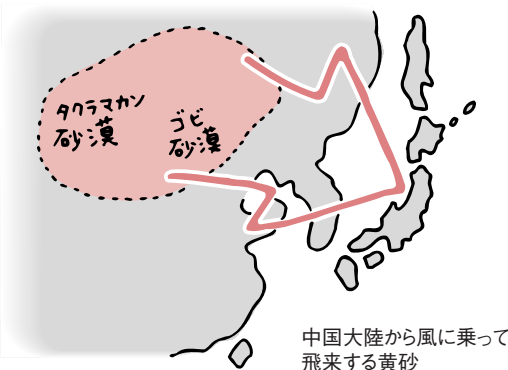 タクラマカン
砂漠
ゴビ
砂漠
中国大陸から風に乗って
飛来する黄砂